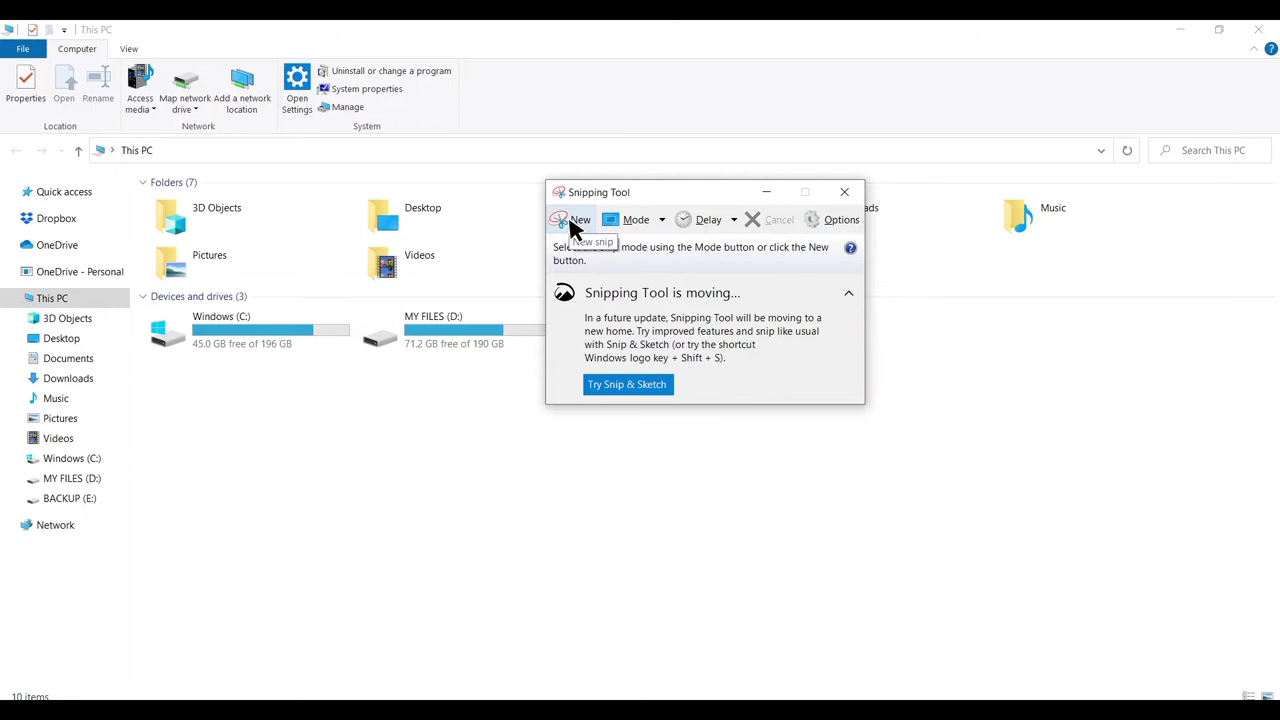 This PC
File Computer View
Properties Open Rename Access media Map network drive Add a network location Open Settings Uninstall or change a program
System properties
Manage
Location Network System
This PC Search This PC
Quick access
Dropbox
OneDrive
OneDrive - Personal
This PC
3D Objects
Desktop
Documents
Downloads
Music
Pictures
Videos
Windows (C:)
MY FILES (D:)
BACKUP (E:)
Network
Folders (7)
3D Objects Desktop Music
Pictures Videos
Devices and drives (3)
Windows (C:) MY FILES (D:)
45.0 GB free of 196 GB 71.2 GB free of 190 GB
Snipping Tool
New Mode Delay Cancel Options
New snip
mode using the Mode button or click the New
button.
Snipping Tool is moving...
In a future update, Snipping Tool will be moving to a
new home. Try improved features and snip like usual
with Snip & Sketch (or try the shortcut
Windows logo key + Shift + S).
Try Snip & Sketch
10 items